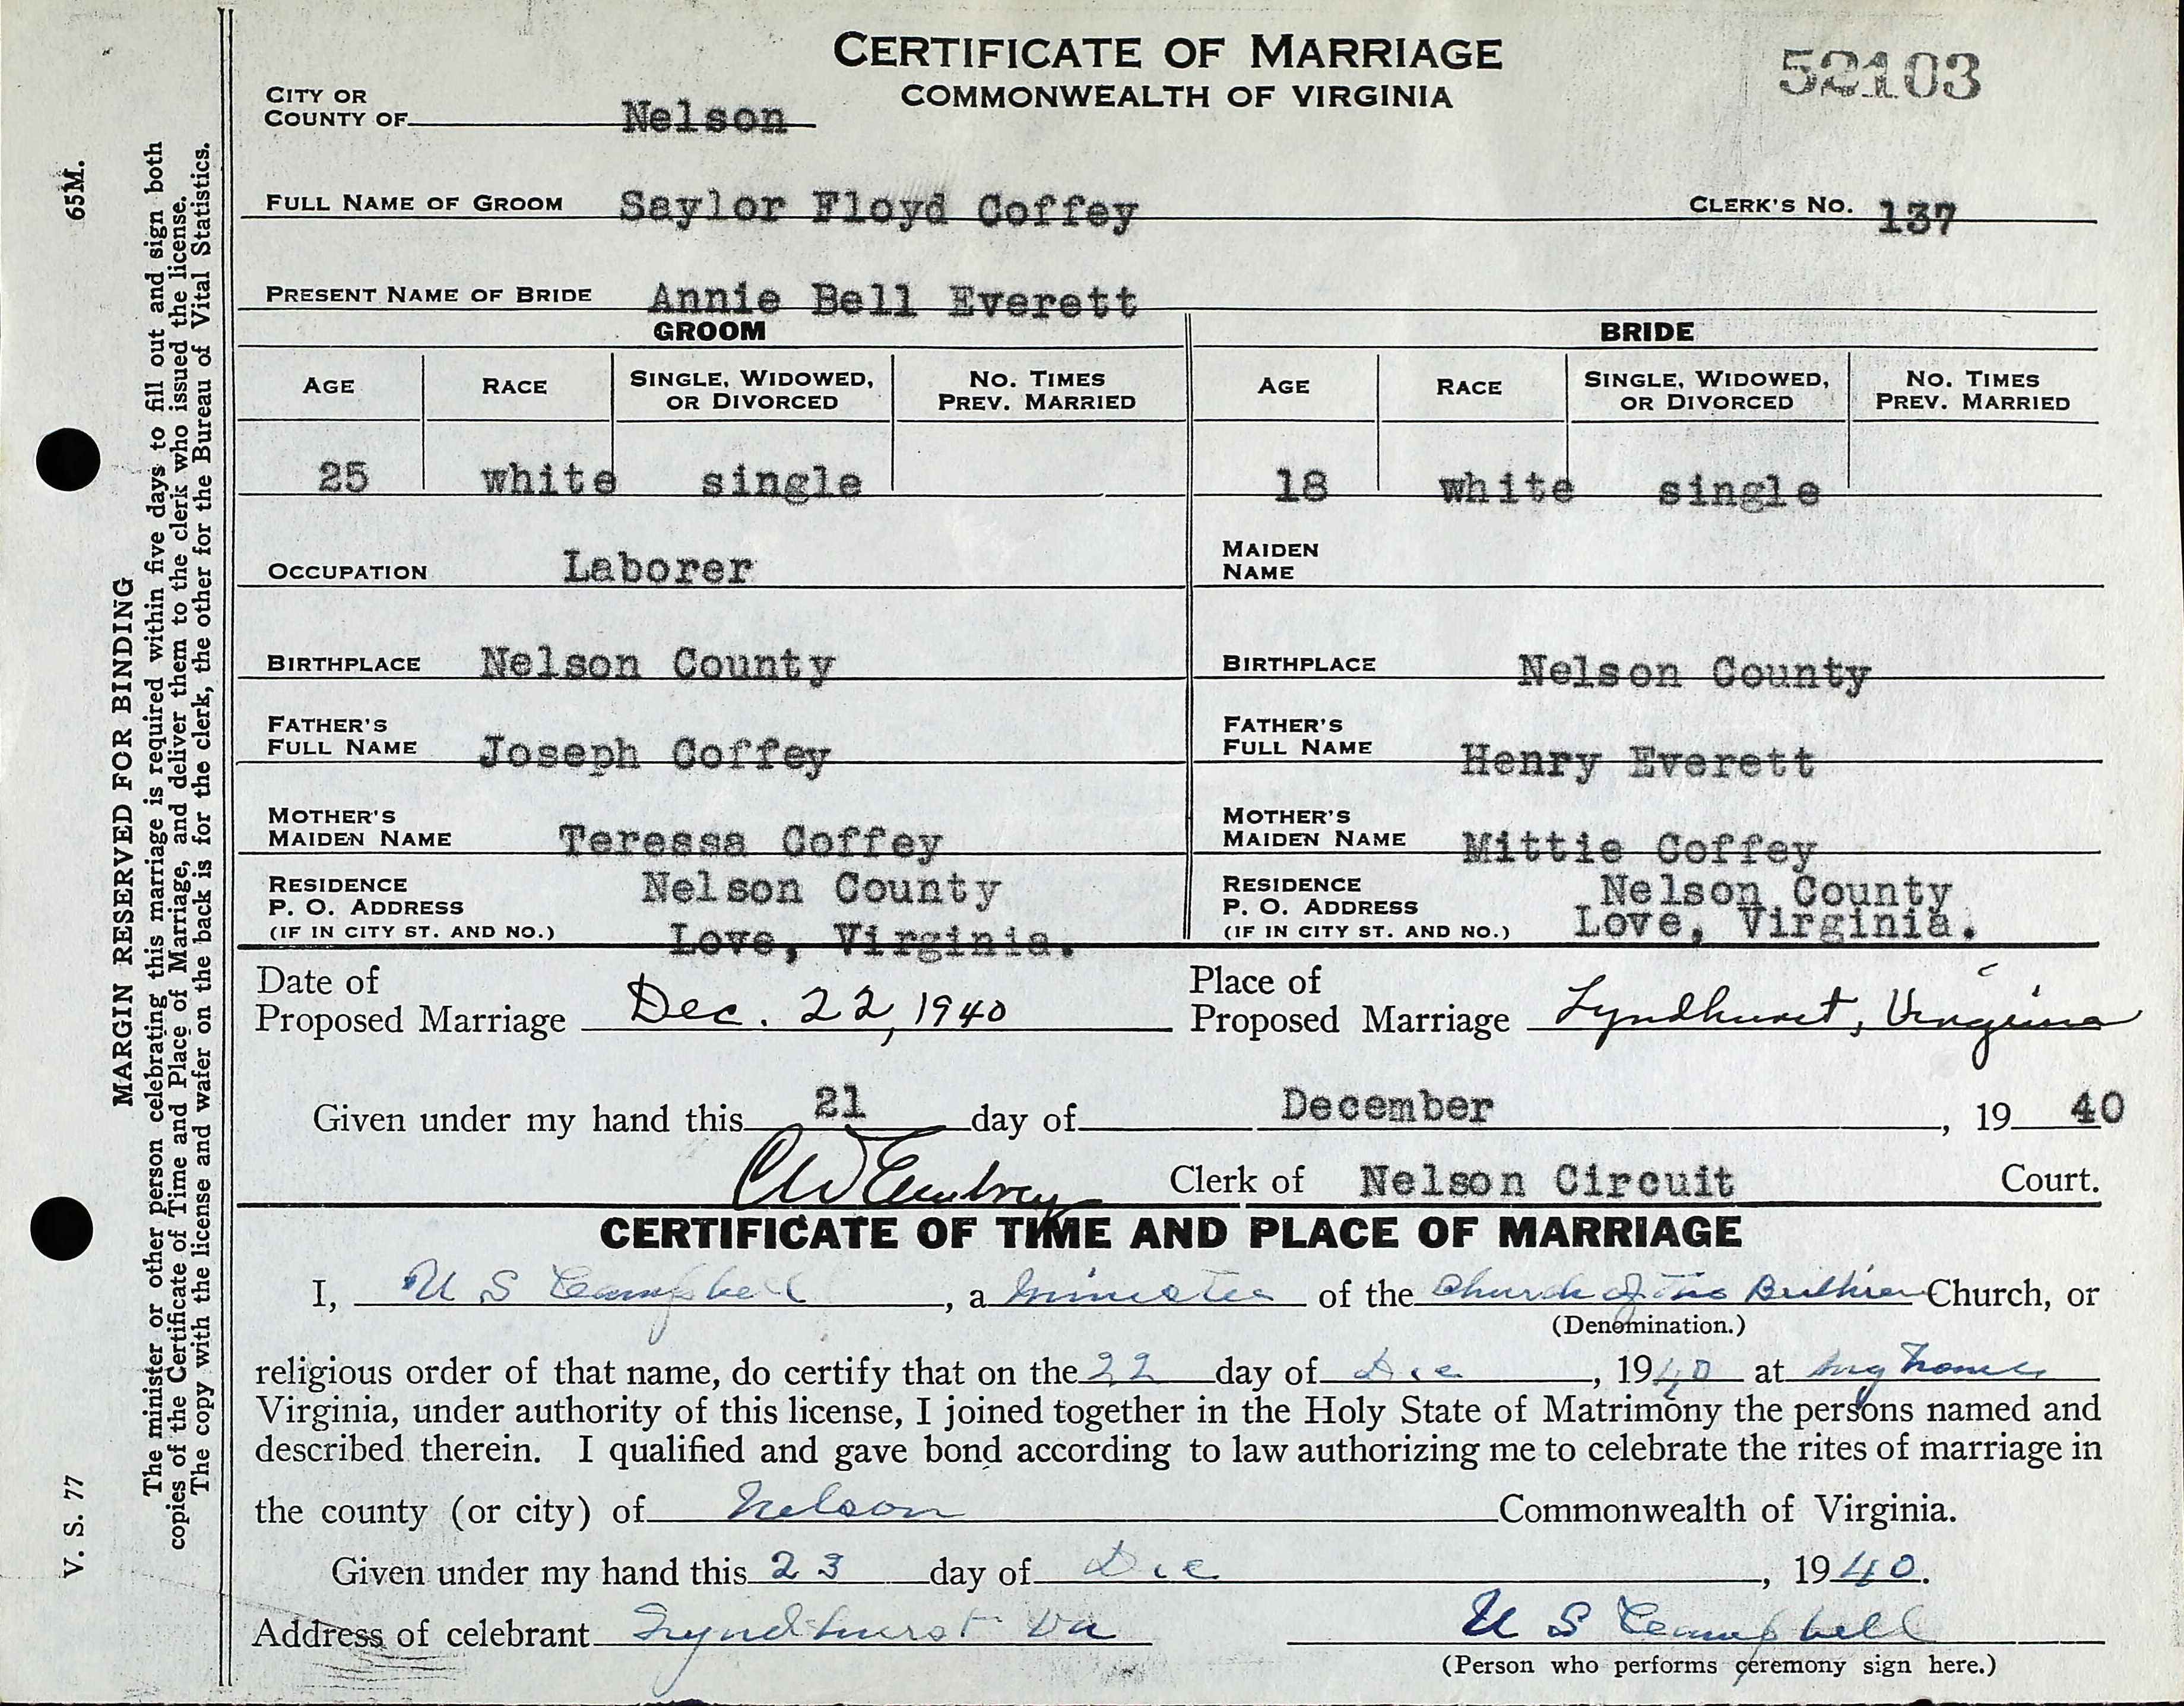 CERTIFICATE OF MARRIAGE
COMMONWEALTH OF VIRGINIA
52103
CITY OR
COUNTY OF Nelson
FULL NAME OF GROOM Saylor Floyd Coffey CLERK'S NO. 137
PRESENT NAME OF BRIDE Annie Bell Everett
GROOM BRIDE
AGE RACE SINGLE, WIDOWED, OR DIVORCED NO. TIMES PREV. MARRIED AGE RACE SINGLE, WIDOWED, OR DIVORCED NO. TIMES PREV. MARRIED
25 white single 18 white single
OCCUPATION Laborer MAIDEN NAME
BIRTHPLACE Nelson County BIRTHPLACE Nelson County
FATHER'S FULL NAME Joseph Coffey FATHER'S FULL NAME Henry Everett
MOTHER'S MAIDEN NAME Teressa Coffey MOTHER'S MAIDEN NAME Mittie Coffey
RESIDENCE Nelson County RESIDENCE Nelson County
P. O. ADDRESS P. O. ADDRESS
(IF IN CITY ST. AND NO.) Love, Virginia. (IF IN CITY ST. AND NO.) Love, Virginia.
Date of Proposed Marriage Dec. 22, 1940 Place of Proposed Marriage Lyndhurst, Virginia
Given under my hand this 21 day of December, 1940
CW Embrey Clerk of Nelson Circuit Court.
CERTIFICATE OF TIME AND PLACE OF MARRIAGE
I, U S Campbell, a minister of the Church of the Brethren Church, or
(Denomination.)
religious order of that name, do certify that on the 22 day of Dec, 1940 at my home
Virginia, under authority of this license, I joined together in the Holy State of Matrimony the persons named and
described therein. I qualified and gave bond according to law authorizing me to celebrate the rites of marriage in
the county (or city) of Nelson Commonwealth of Virginia.
Given under my hand this 23 day of Dec, 1940.
Address of celebrant Lyndhurst Va U S Campbell
(Person who performs ceremony sign here.)
65M.
MARGIN RESERVED FOR BINDING
The minister or other person celebrating this marriage is required within five days to fill out and sign both
copies of the Certificate of Time and Place of Marriage, and deliver them to the clerk who issued the license.
The copy with the license and wafer on the back is for the clerk, the other for the Bureau of Vital Statistics.
V. S. 77